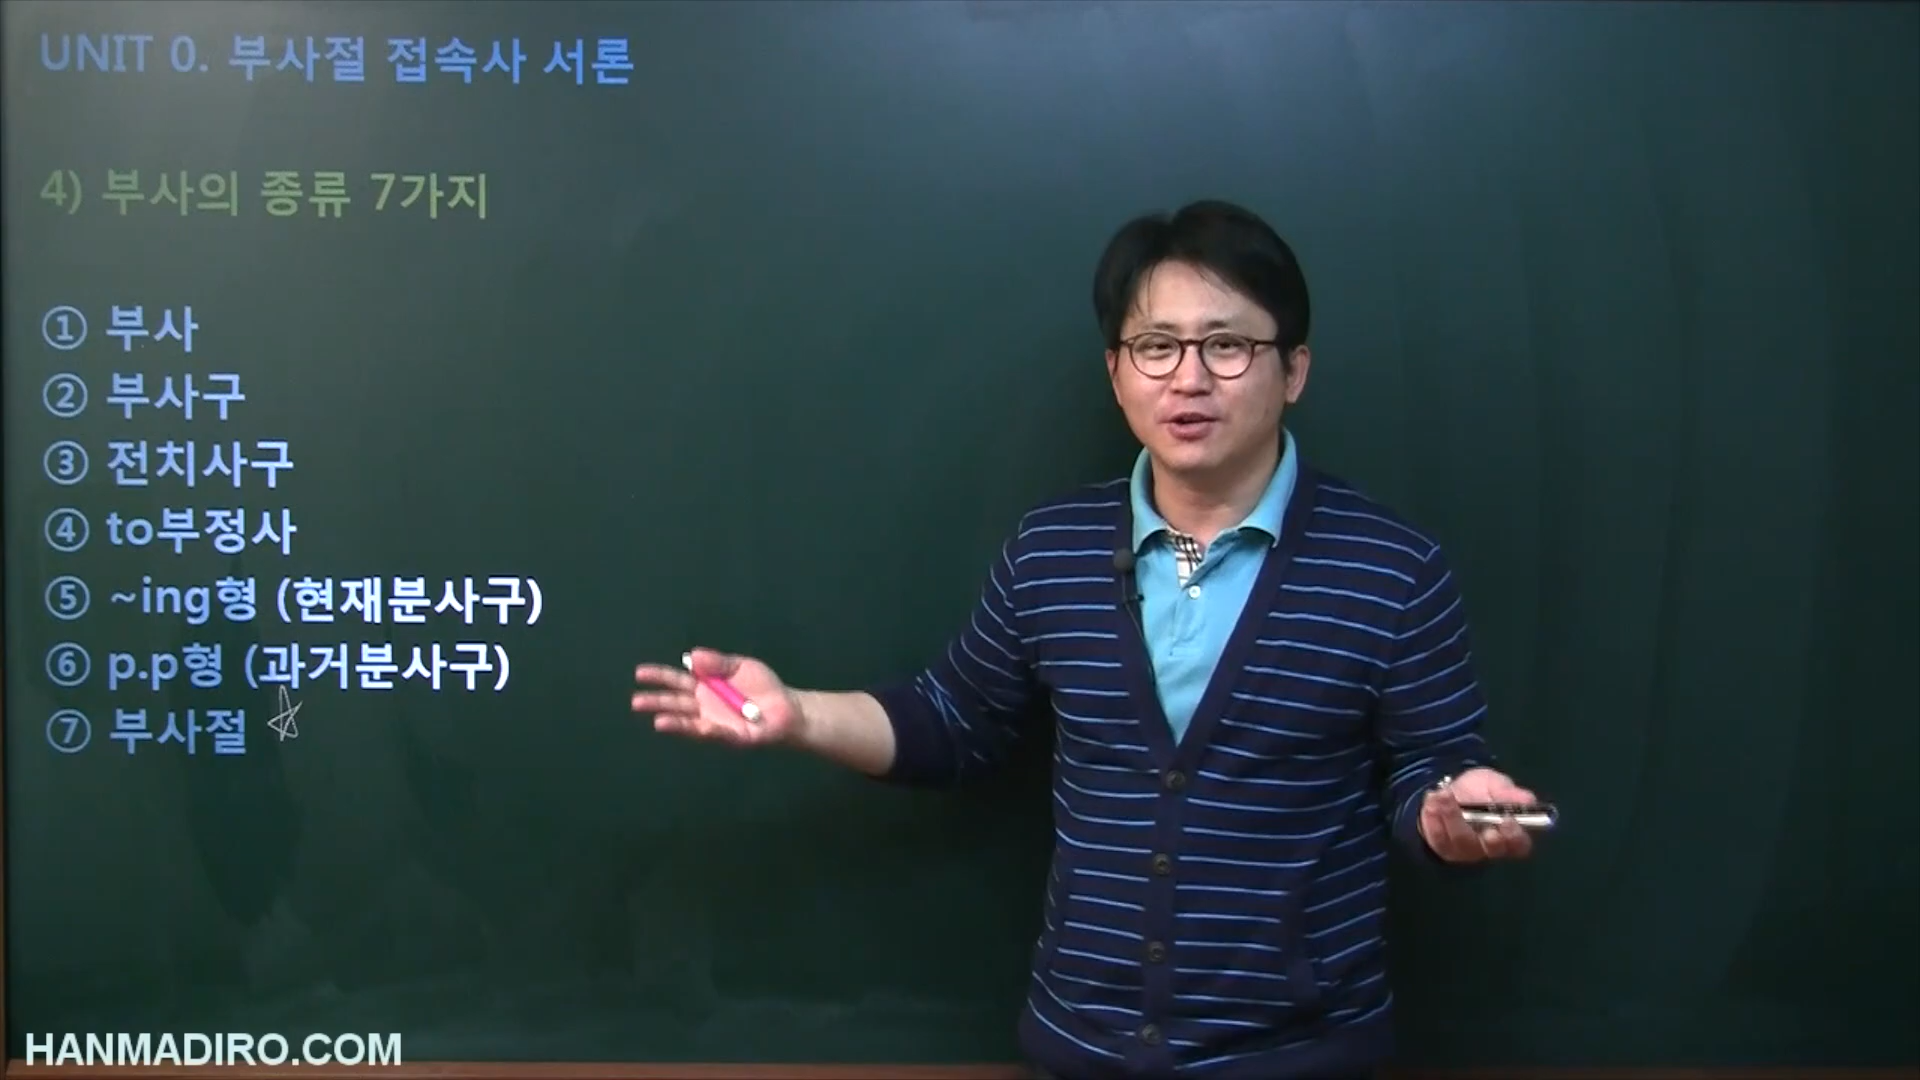 UNIT 0. 부사절 접속사 서론
4) 부사의 종류 7가지
① 부사
② 부사구
③ 전치사구
④ to부정사
⑤ ~ing형 (현재분사구)
⑥ p.p형 (과거분사구)
⑦ 부사절
HANMADIRO.COM